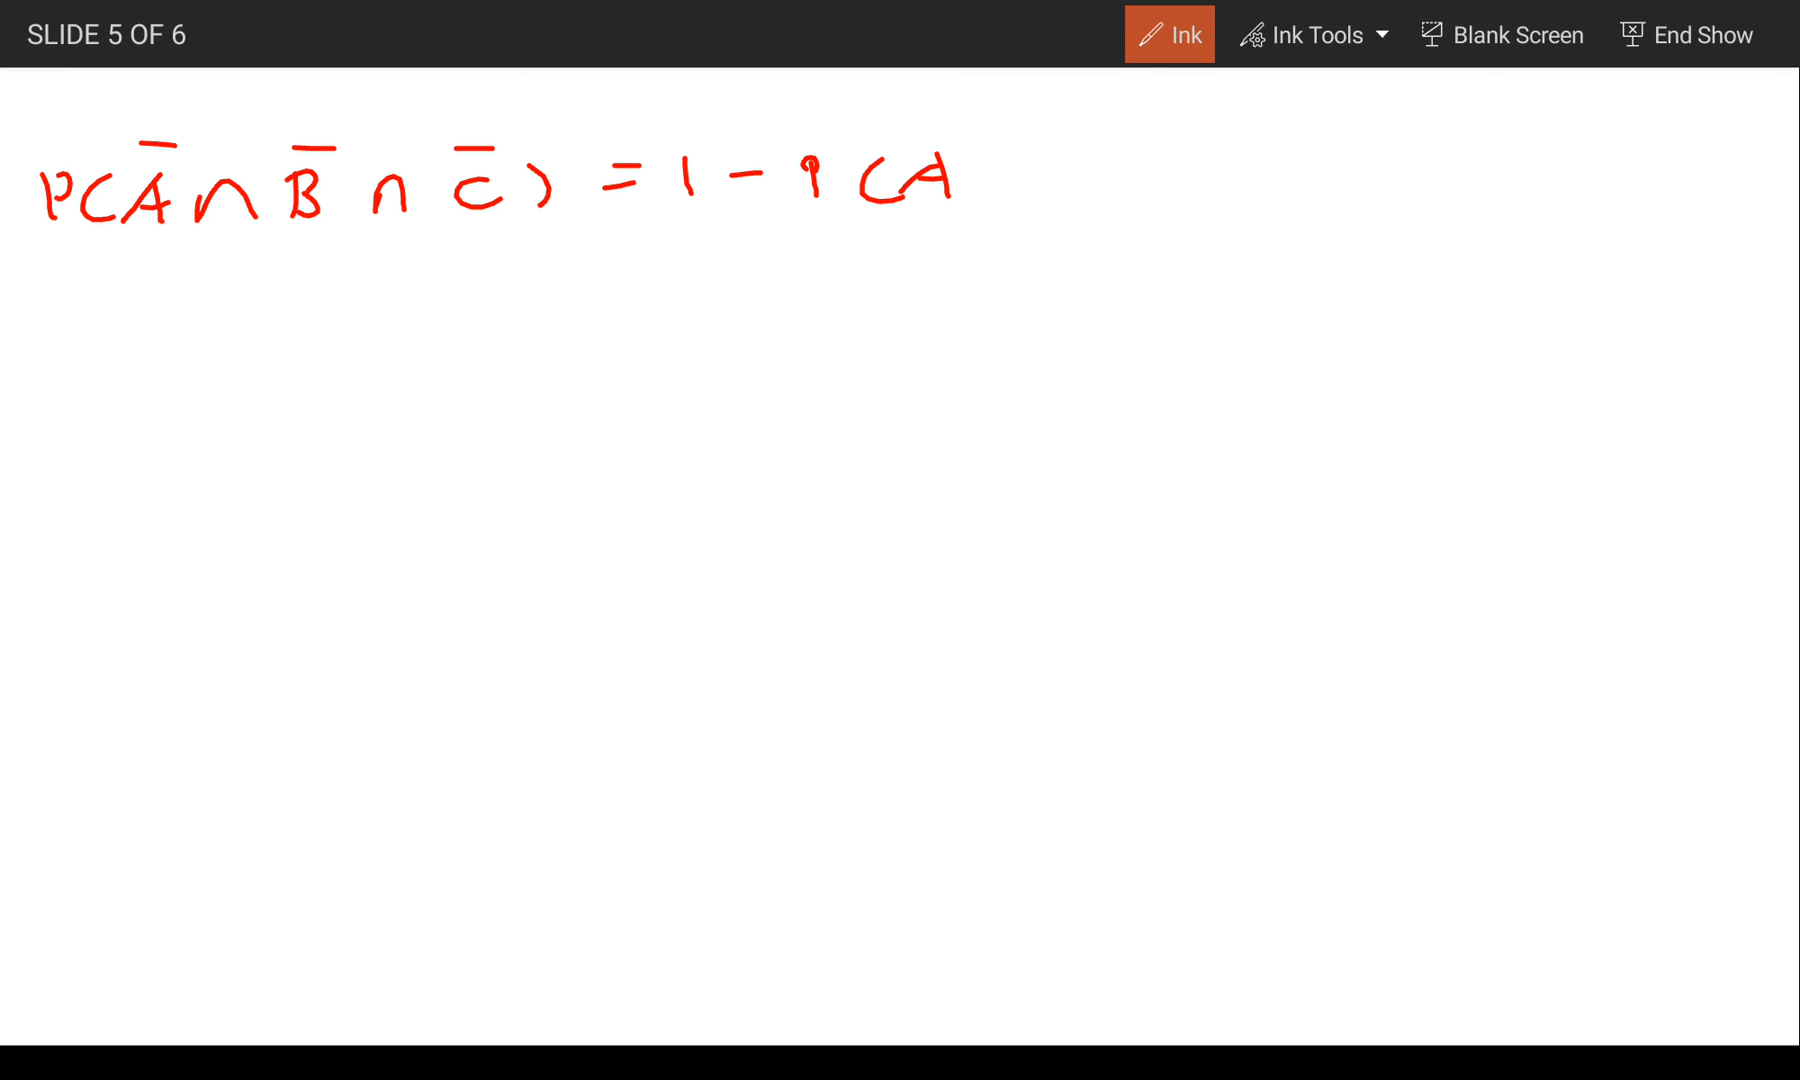 SLIDE 5 OF 6 Ink Ink Tools Blank Screen End Show
P(A̅ ∩ B̅ ∩ C̅) = 1 - P(A